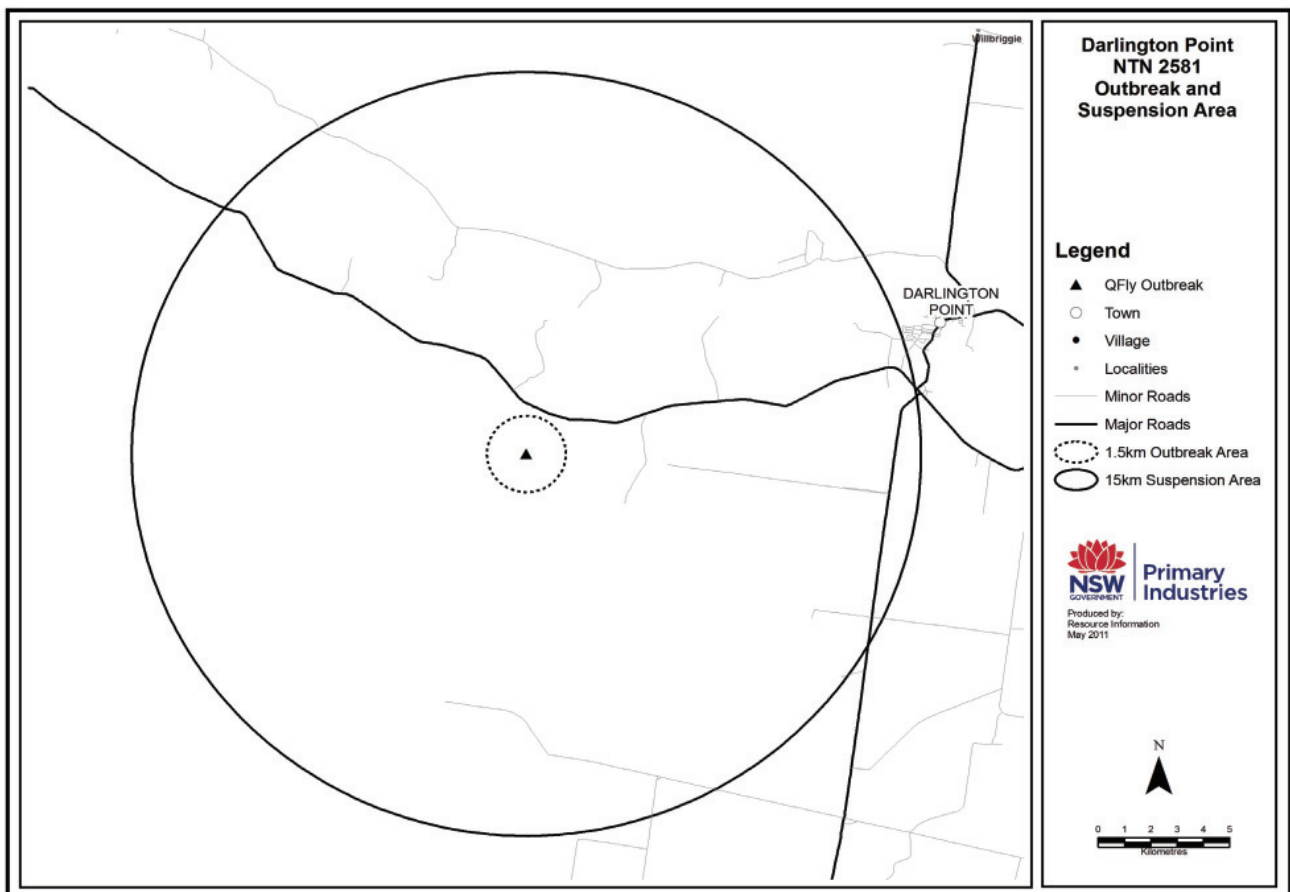 Willbriggie
DARLINGTON
POINT
Darlington Point
NTN 2581
Outbreak and
Suspension Area
Legend
QFly Outbreak
Town
Village
Localities
Minor Roads
Major Roads
1.5km Outbreak Area
15km Suspension Area
NSW
GOVERNMENT
Primary
Industries
Produced by:
Resource Information
May 2011
N
0 1 2 3 4 5
Kilometres